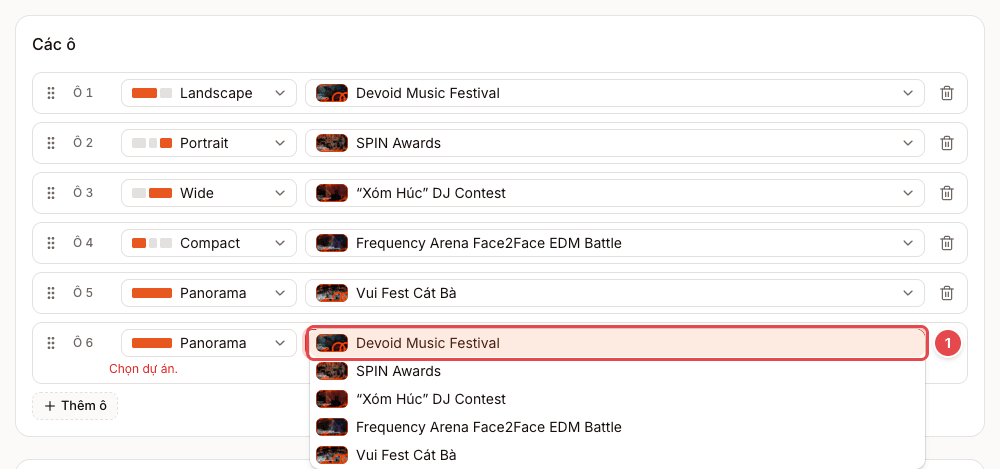 Các ô
Ô 1 Landscape Devoid Music Festival
Ô 2 Portrait SPIN Awards
Ô 3 Wide “Xóm Húc” DJ Contest
Ô 4 Compact Frequency Arena Face2Face EDM Battle
Ô 5 Panorama Vui Fest Cát Bà
Ô 6 Panorama Devoid Music Festival 1
Chọn dự án. SPIN Awards
“Xóm Húc” DJ Contest
+ Thêm ô
Frequency Arena Face2Face EDM Battle
Vui Fest Cát Bà